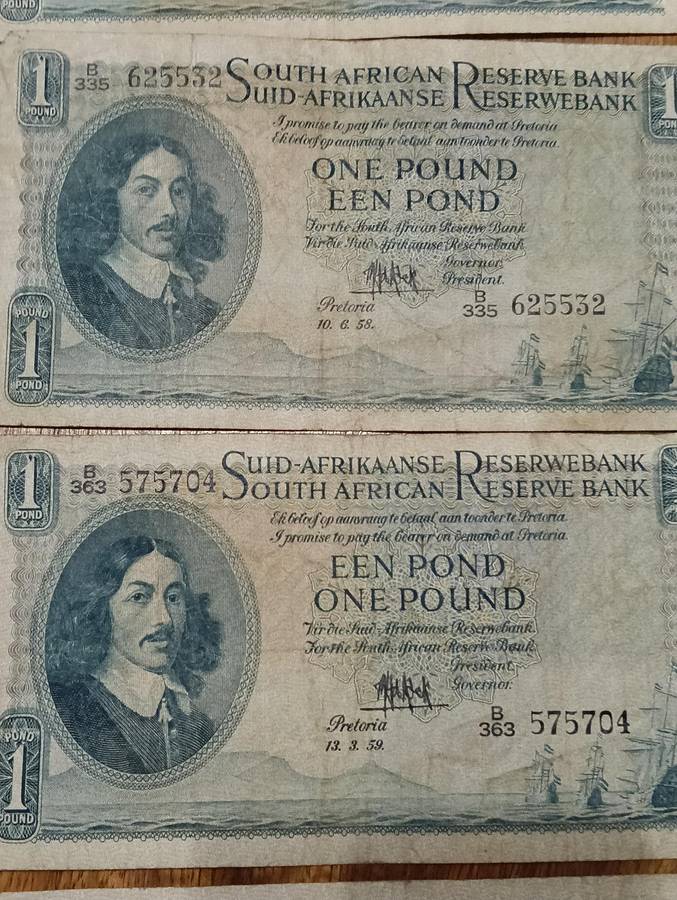 POUND
1
POUND
B
335 625532
SOUTH AFRICAN RESERVE BANK
SUID-AFRIKAANSE RESERWEBANK
I promise to pay the bearer on demand at Pretoria
Ek beloof op aanvraag te betaal aan toonder te Pretoria.
ONE POUND
EEN POND
For the South African Reserve Bank
Vir die Suid-Afrikaanse Reserwebank
Governor.
President.
Pretoria
10. 6. 58.
B
335 625532
POUND
1
POND
1
POND
B
363 575704
SUID-AFRIKAANSE RESERWEBANK
SOUTH AFRICAN RESERVE BANK
Ek beloof op aanvraag te betaal aan toonder te Pretoria.
I promise to pay the bearer on demand at Pretoria.
EEN POND
ONE POUND
Vir die Suid-Afrikaanse Reserwebank.
For the South African Reserve Bank.
President.
Governor.
Pretoria
13. 3. 59.
B
363 575704
POND
1
POUND